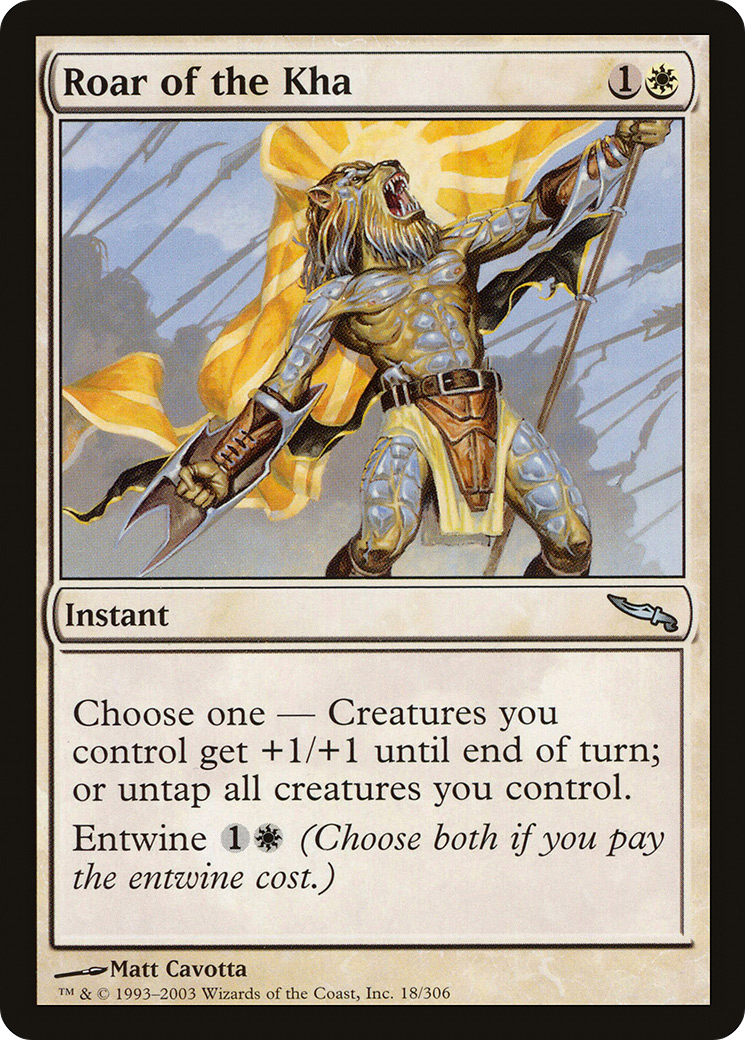 Roar of the Kha 1
Instant
Choose one — Creatures you
control get +1/+1 until end of turn;
or untap all creatures you control.
Entwine 1 (Choose both if you pay
the entwine cost.)
Matt Cavotta
™ & © 1993–2003 Wizards of the Coast, Inc. 18/306